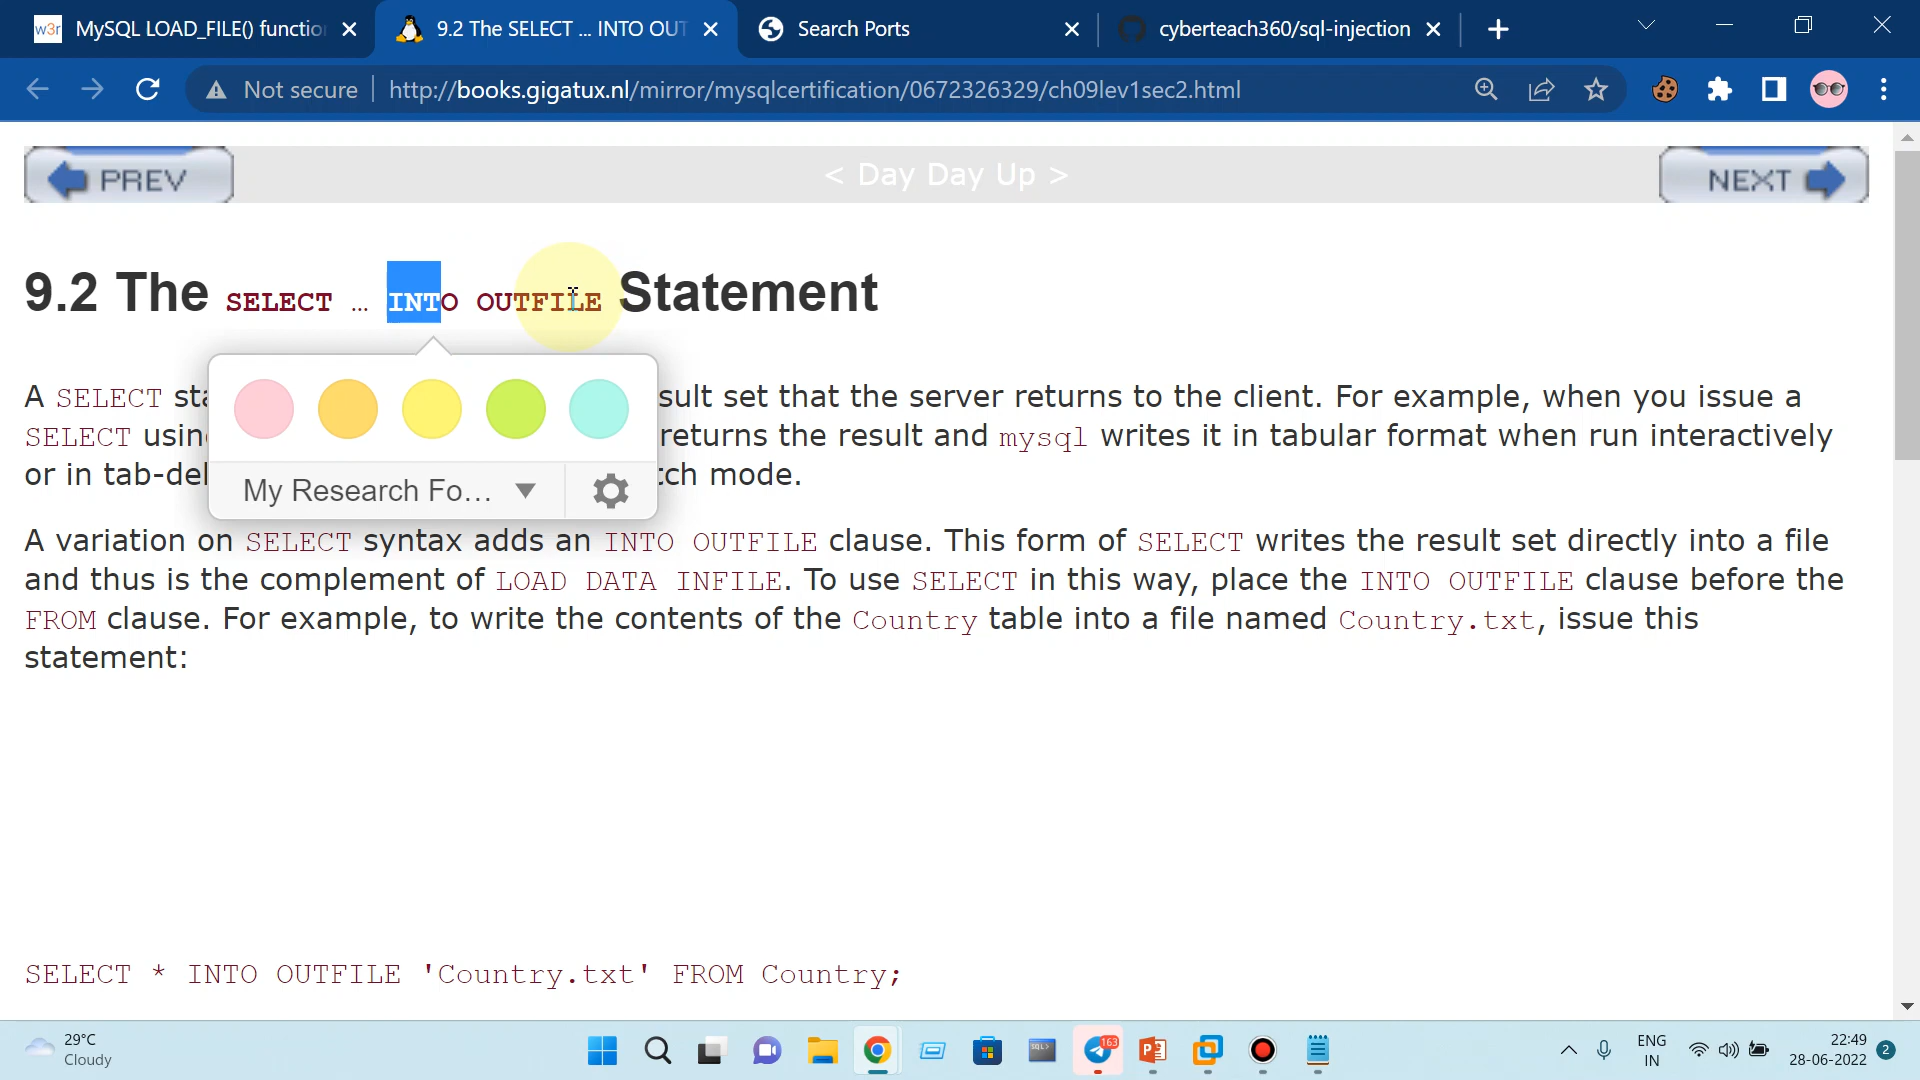 w3r MySQL LOAD_FILE() functio
9.2 The SELECT ... INTO OUT
Search Ports
cyberteach360/sql-injection
Not secure
http://books.gigatux.nl/mirror/mysqlcertification/0672326329/ch09lev1sec2.html
PREV
< Day Day Up >
NEXT
9.2 The SELECT ... INTO OUTFILE Statement
A SELECT sta
sult set that the server returns to the client. For example, when you issue a
SELECT usin
returns the result and mysql writes it in tabular format when run interactively
or in tab-del
tch mode.
My Research Fo...
A variation on SELECT syntax adds an INTO OUTFILE clause. This form of SELECT writes the result set directly into a file
and thus is the complement of LOAD DATA INFILE. To use SELECT in this way, place the INTO OUTFILE clause before the
FROM clause. For example, to write the contents of the Country table into a file named Country.txt, issue this
statement:
SELECT * INTO OUTFILE 'Country.txt' FROM Country;
29°C
Cloudy
SQL>
163
ENG
IN
22:49
28-06-2022
2